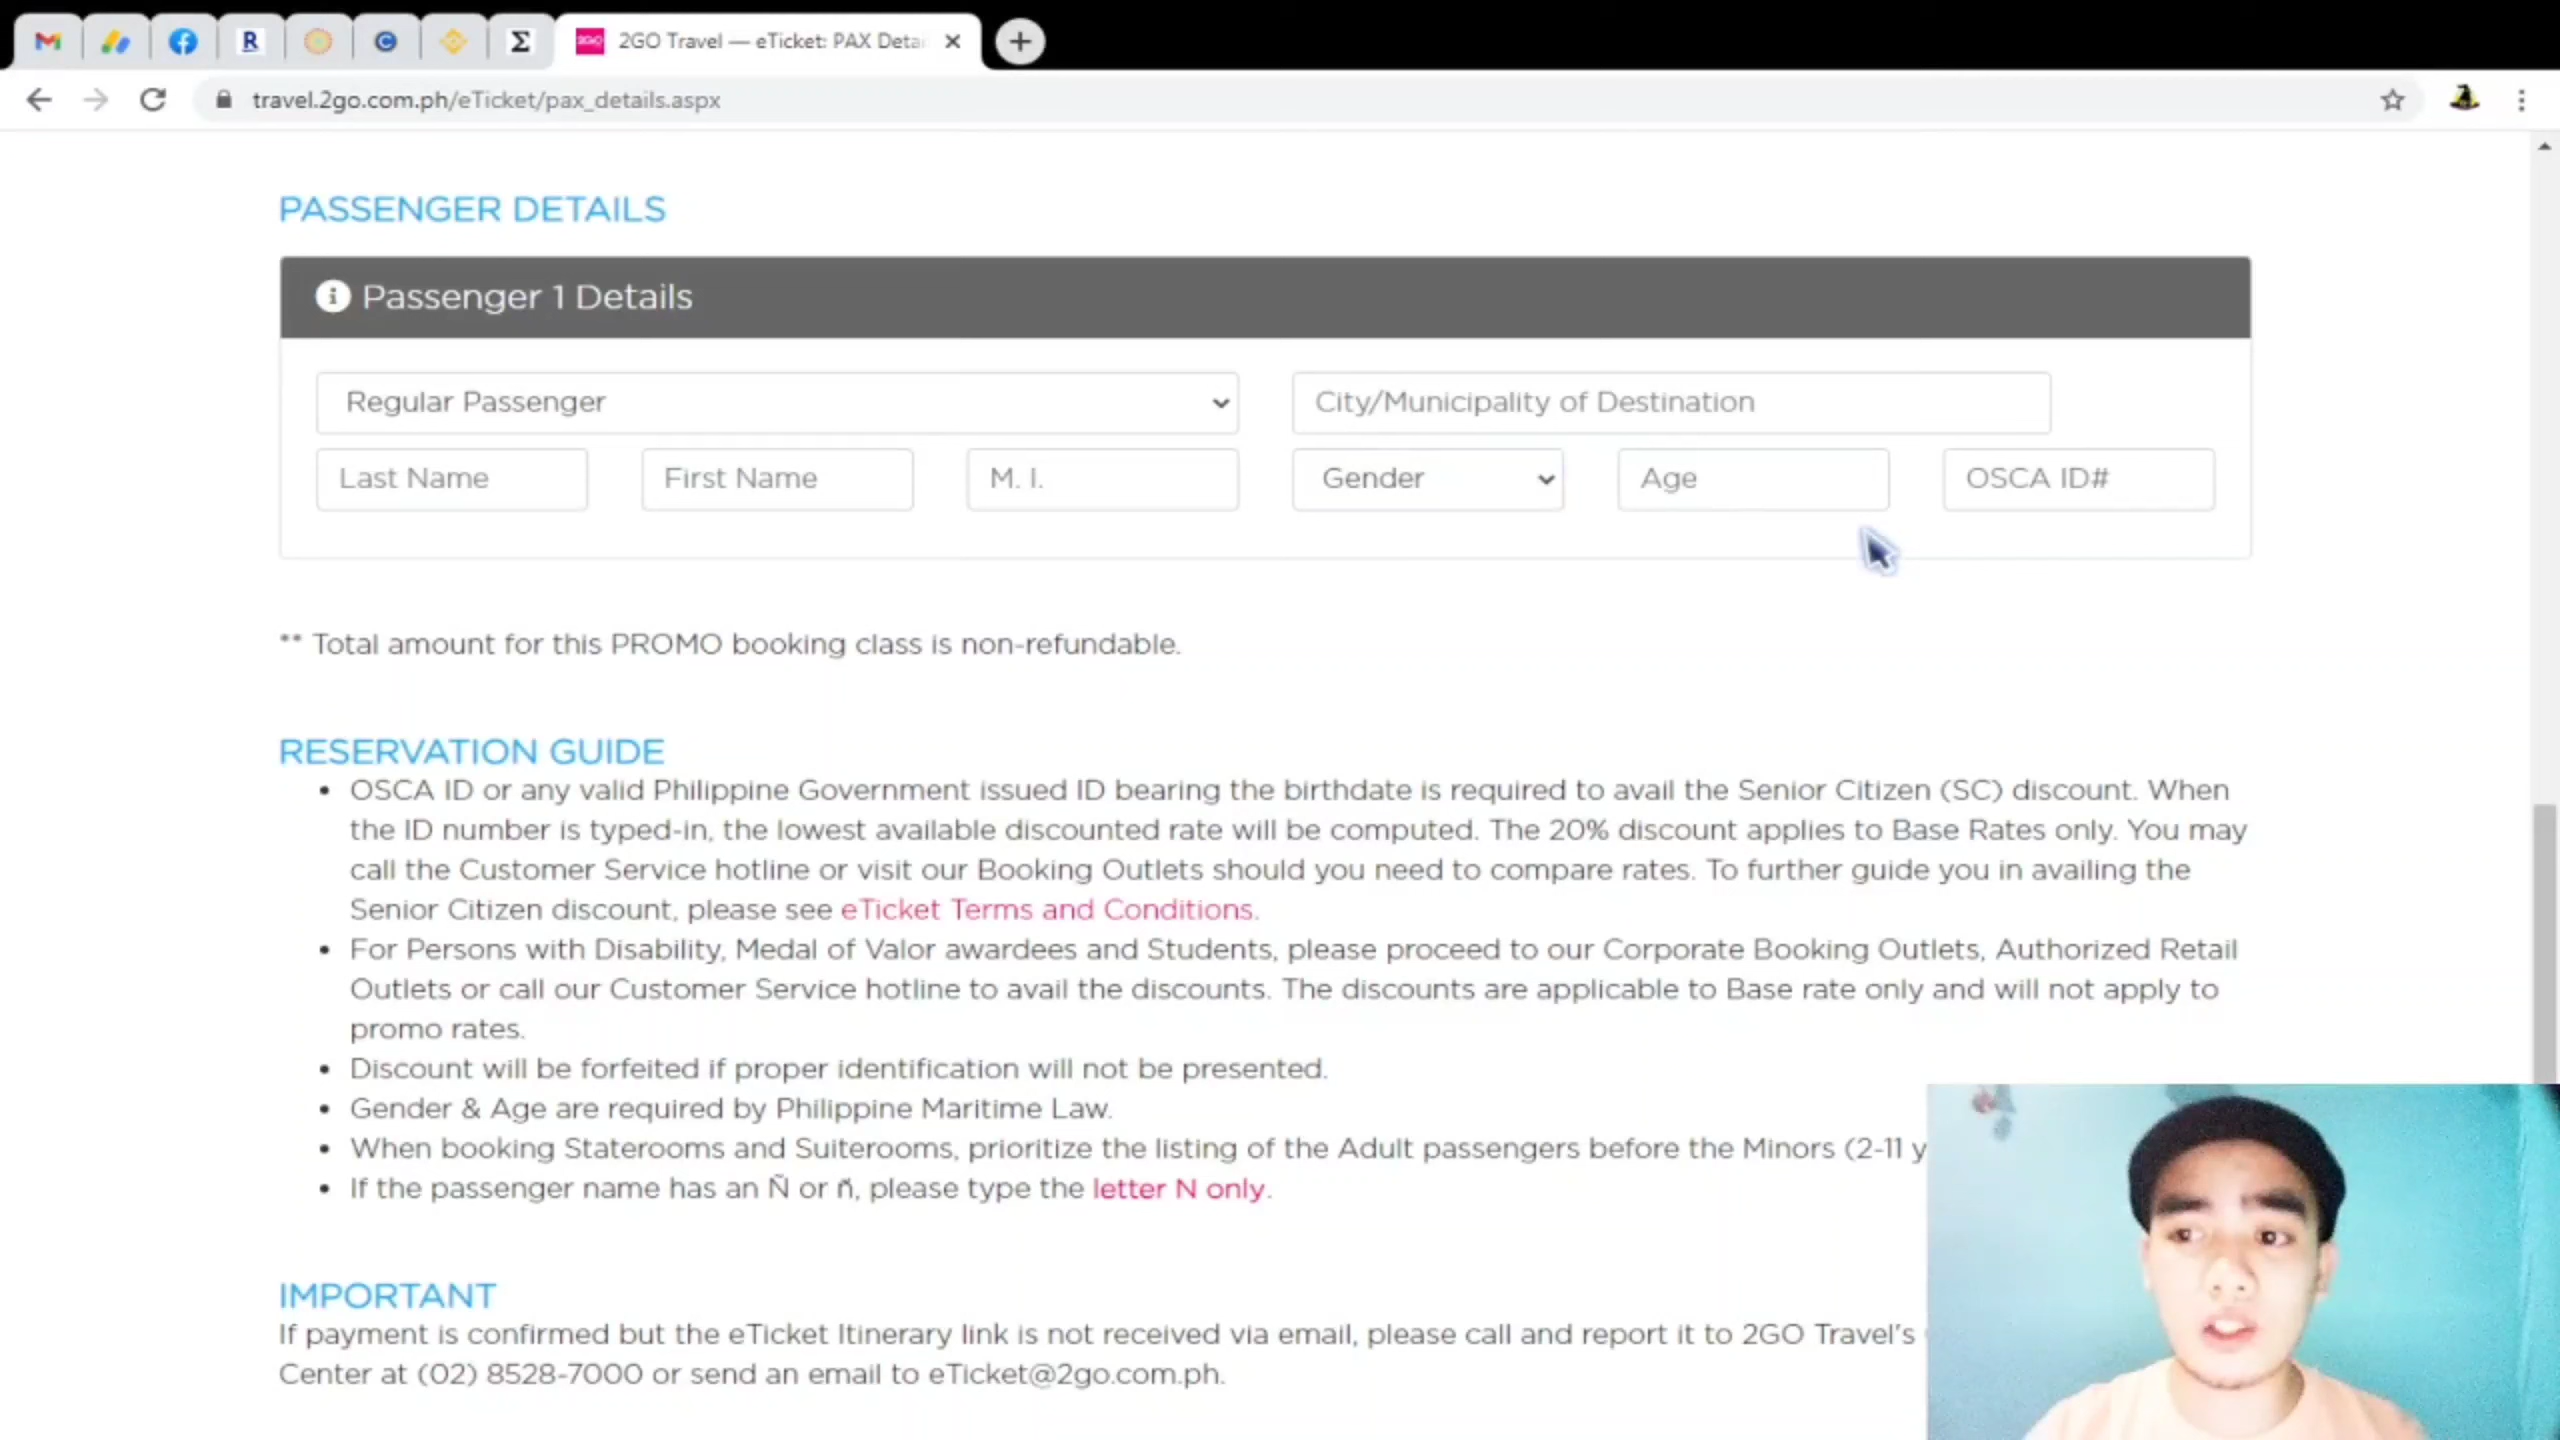 2GO Travel — eTicket: PAX Detai
travel.2go.com.ph/eTicket/pax_details.aspx
PASSENGER DETAILS
Passenger 1 Details
Regular Passenger
City/Municipality of Destination
Last Name
First Name
M. I.
Gender
Age
OSCA ID#
** Total amount for this PROMO booking class is non-refundable.
RESERVATION GUIDE
• OSCA ID or any valid Philippine Government issued ID bearing the birthdate is required to avail the Senior Citizen (SC) discount. When
the ID number is typed-in, the lowest available discounted rate will be computed. The 20% discount applies to Base Rates only. You may
call the Customer Service hotline or visit our Booking Outlets should you need to compare rates. To further guide you in availing the
Senior Citizen discount, please see eTicket Terms and Conditions.
• For Persons with Disability, Medal of Valor awardees and Students, please proceed to our Corporate Booking Outlets, Authorized Retail
Outlets or call our Customer Service hotline to avail the discounts. The discounts are applicable to Base rate only and will not apply to
promo rates.
• Discount will be forfeited if proper identification will not be presented.
• Gender & Age are required by Philippine Maritime Law.
• When booking Staterooms and Suiterooms, prioritize the listing of the Adult passengers before the Minors (2-11 y
• If the passenger name has an Ñ or ñ, please type the letter N only.
IMPORTANT
If payment is confirmed but the eTicket Itinerary link is not received via email, please call and report it to 2GO Travel's
Center at (02) 8528-7000 or send an email to eTicket@2go.com.ph.